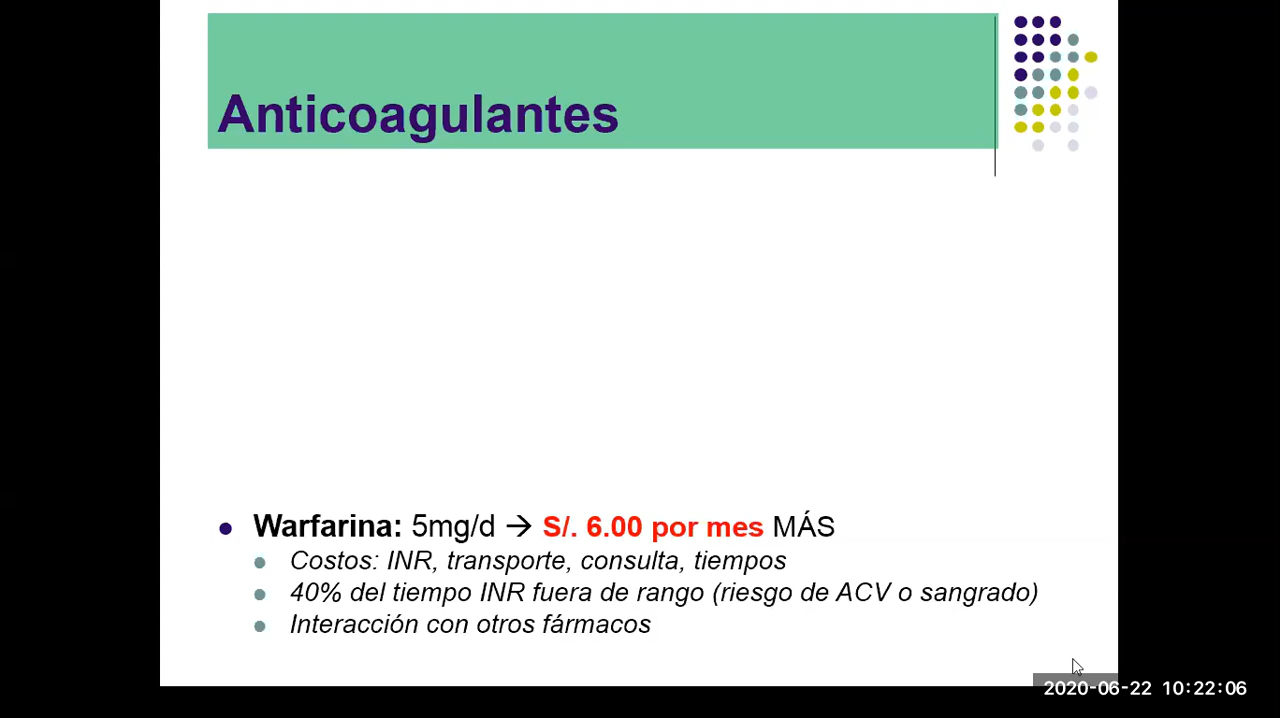 Anticoagulantes
Warfarina: 5mg/d → S/. 6.00 por mes MÁS
Costos: INR, transporte, consulta, tiempos
40% del tiempo INR fuera de rango (riesgo de ACV o sangrado)
Interacción con otros fármacos
2020-06-22 10:22:06